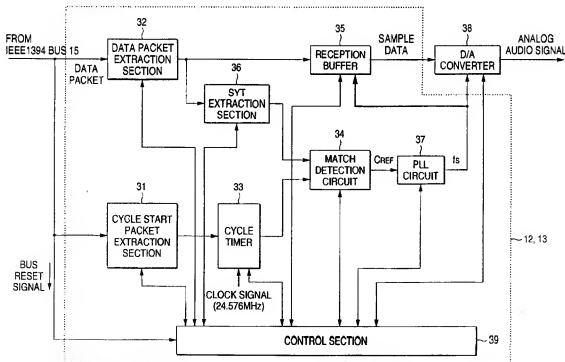 FROM
IEEE1394 BUS 15
DATA
PACKET
32
DATA PACKET
EXTRACTION
SECTION
36
SYT
EXTRACTION
SECTION
35
RECEPTION
BUFFER
SAMPLE
DATA
38
D/A
CONVERTER
ANALOG
AUDIO SIGNAL
34
MATCH
DETECTION
CIRCUIT
CREF
37
PLL
CIRCUIT
fs
31
CYCLE START
PACKET
EXTRACTION
SECTION
33
CYCLE
TIMER
12, 13
BUS
RESET
SIGNAL
CLOCK SIGNAL
(24.576MHz)
CONTROL SECTION
39